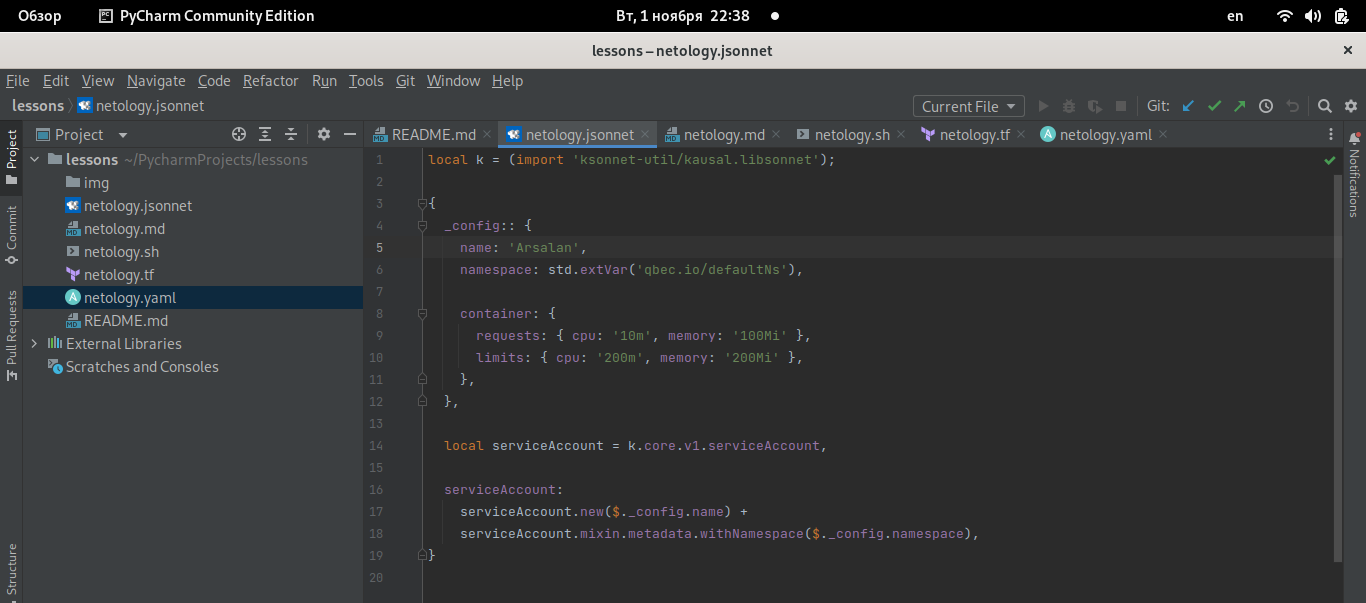 Обзор PyCharm Community Edition Вт, 1 ноября 22:38 en
lessons – netology.jsonnet
File Edit View Navigate Code Refactor Run Tools Git Window Help
lessons netology.jsonnet Current File Git:
Project
Commit
Pull Requests
Structure
Project
lessons ~/PycharmProjects/lessons
img
netology.jsonnet
netology.md
netology.sh
netology.tf
netology.yaml
README.md
External Libraries
Scratches and Consoles
README.md netology.jsonnet netology.md netology.sh netology.tf netology.yaml
1 local k = (import 'ksonnet-util/kausal.libsonnet');
2
3 {
4 _config:: {
5 name: 'Arsalan',
6 namespace: std.extVar('qbec.io/defaultNs'),
7
8 container: {
9 requests: { cpu: '10m', memory: '100Mi' },
10 limits: { cpu: '200m', memory: '200Mi' },
11 },
12 },
13
14 local serviceAccount = k.core.v1.serviceAccount,
15
16 serviceAccount:
17 serviceAccount.new($._config.name) +
18 serviceAccount.mixin.metadata.withNamespace($._config.namespace),
19 }
20
Notifications